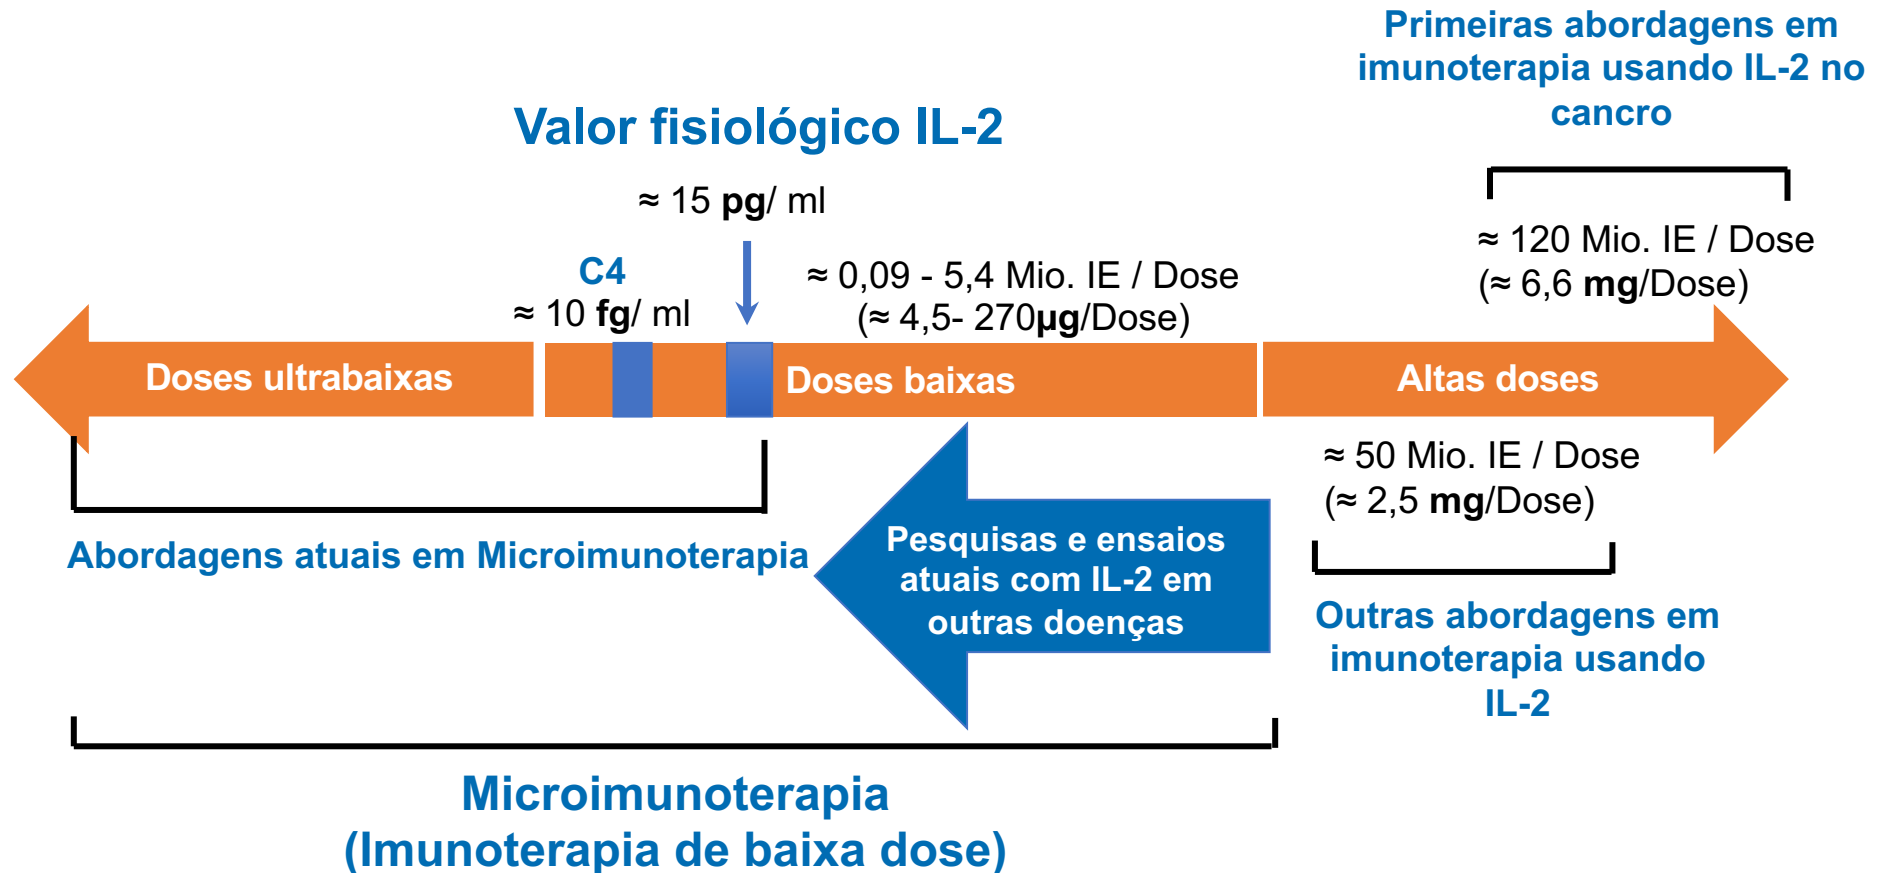 Primeiras abordagens em
imunoterapia usando IL-2 no
cancro
Valor fisiológico IL-2
≈ 15 pg/ ml
C4
≈ 10 fg/ ml
≈ 0,09 - 5,4 Mio. IE / Dose
(≈ 4,5- 270µg/Dose)
≈ 120 Mio. IE / Dose
(≈ 6,6 mg/Dose)
Doses ultrabaixas
Doses baixas
Altas doses
≈ 50 Mio. IE / Dose
(≈ 2,5 mg/Dose)
Abordagens atuais em Microimunoterapia
Pesquisas e ensaios
atuais com IL-2 em
outras doenças
Outras abordagens em
imunoterapia usando
IL-2
Microimunoterapia
(Imunoterapia de baixa dose)